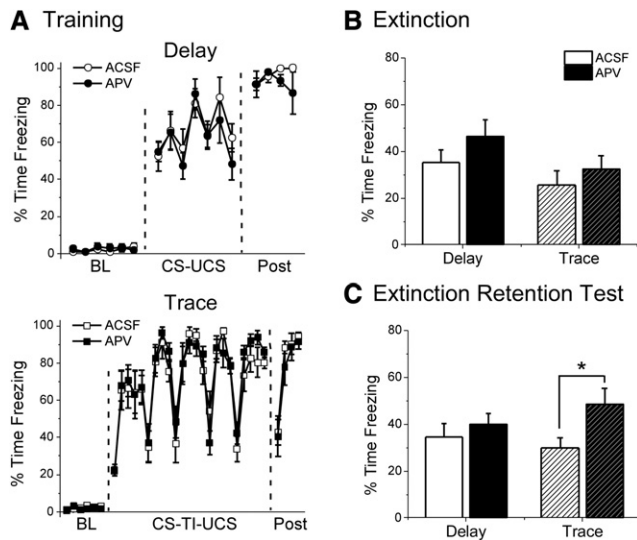 A Training
Delay
ACSF
APV
% Time Freezing
100
80
60
40
20
0
BL CS-UCS Post
Trace
ACSF
APV
% Time Freezing
100
80
60
40
20
0
BL CS-TI-UCS Post
B Extinction
ACSF
APV
% Time Freezing
80
60
40
20
0
Delay Trace
C Extinction Retention Test
% Time Freezing
80
60
40
20
0
*
Delay Trace